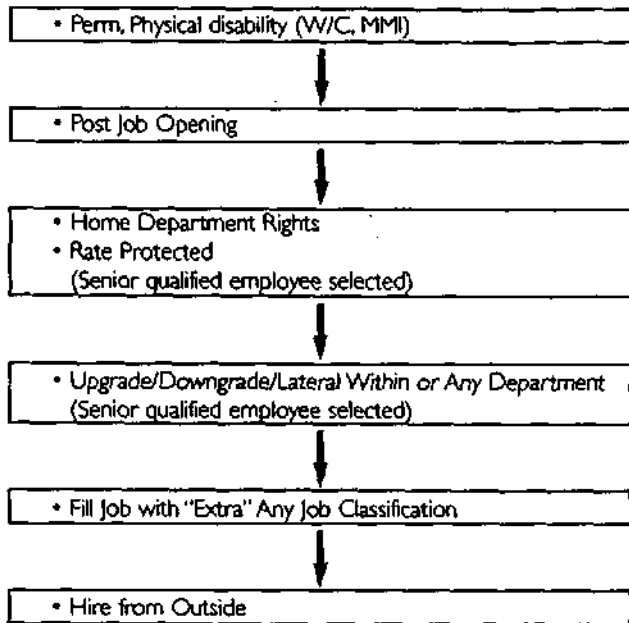 • Perm, Physical disability (W/C, MMI)
• Post Job Opening
• Home Department Rights
• Rate Protected
(Senior qualified employee selected)
• Upgrade/Downgrade/Lateral Within or Any Department
(Senior qualified employee selected)
• Fill Job with "Extra" Any Job Classification
• Hire from Outside